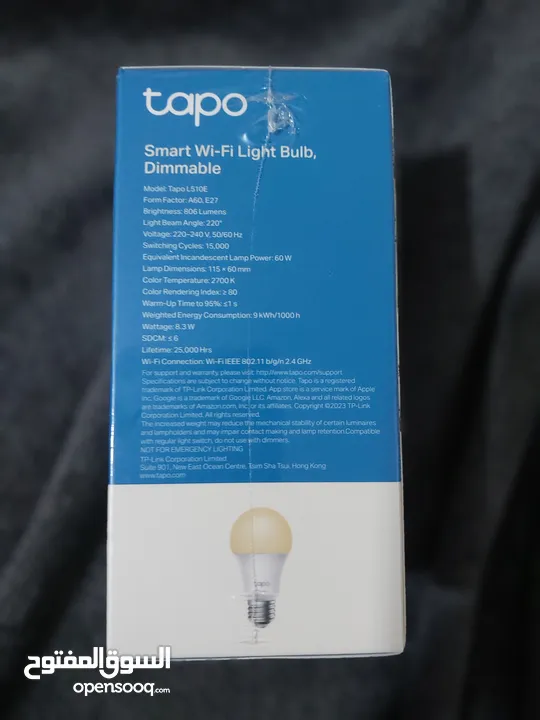 tapo
Smart Wi-Fi Light Bulb,
Dimmable
Model: Tapo L510E
Form Factor: A60, E27
Brightness: 806 Lumens
Light Beam Angle: 220°
Voltage: 220–240 V, 50/60 Hz
Switching Cycles: 15,000
Equivalent Incandescent Lamp Power: 60 W
Lamp Dimensions: 115 × 60 mm
Color Temperature: 2700 K
Color Rendering Index: ≥ 80
Warm-Up Time to 95%: ≤1 s
Weighted Energy Consumption: 9 kWh/1000 h
Wattage: 8.3 W
SDCM: ≤ 6
Lifetime: 25,000 Hrs
Wi-Fi Connection: Wi-Fi IEEE 802.11 b/g/n 2.4 GHz
For support and warranty, please visit: http://www.tapo.com/support.
Specifications are subject to change without notice. Tapo is a registered
trademark of TP-Link Corporation Limited. App store is a service mark of Apple
Inc. Google is a trademark of Google LLC. Amazon, Alexa and all related logos
are trademarks of Amazon.com, Inc. or its affiliates. Copyright ©2023 TP-Link
Corporation Limited. All rights reserved.
The increased weight may reduce the mechanical stability of certain luminaires
and lampholders and may impair contact making and lamp retention.Compatible
with regular light switch, do not use with dimmers.
NOT FOR EMERGENCY LIGHTING
TP-Link Corporation Limited
Suite 901, New East Ocean Centre, Tsim Sha Tsui, Hong Kong
www.tapo.com
السوق المفتوح
opensooq.com